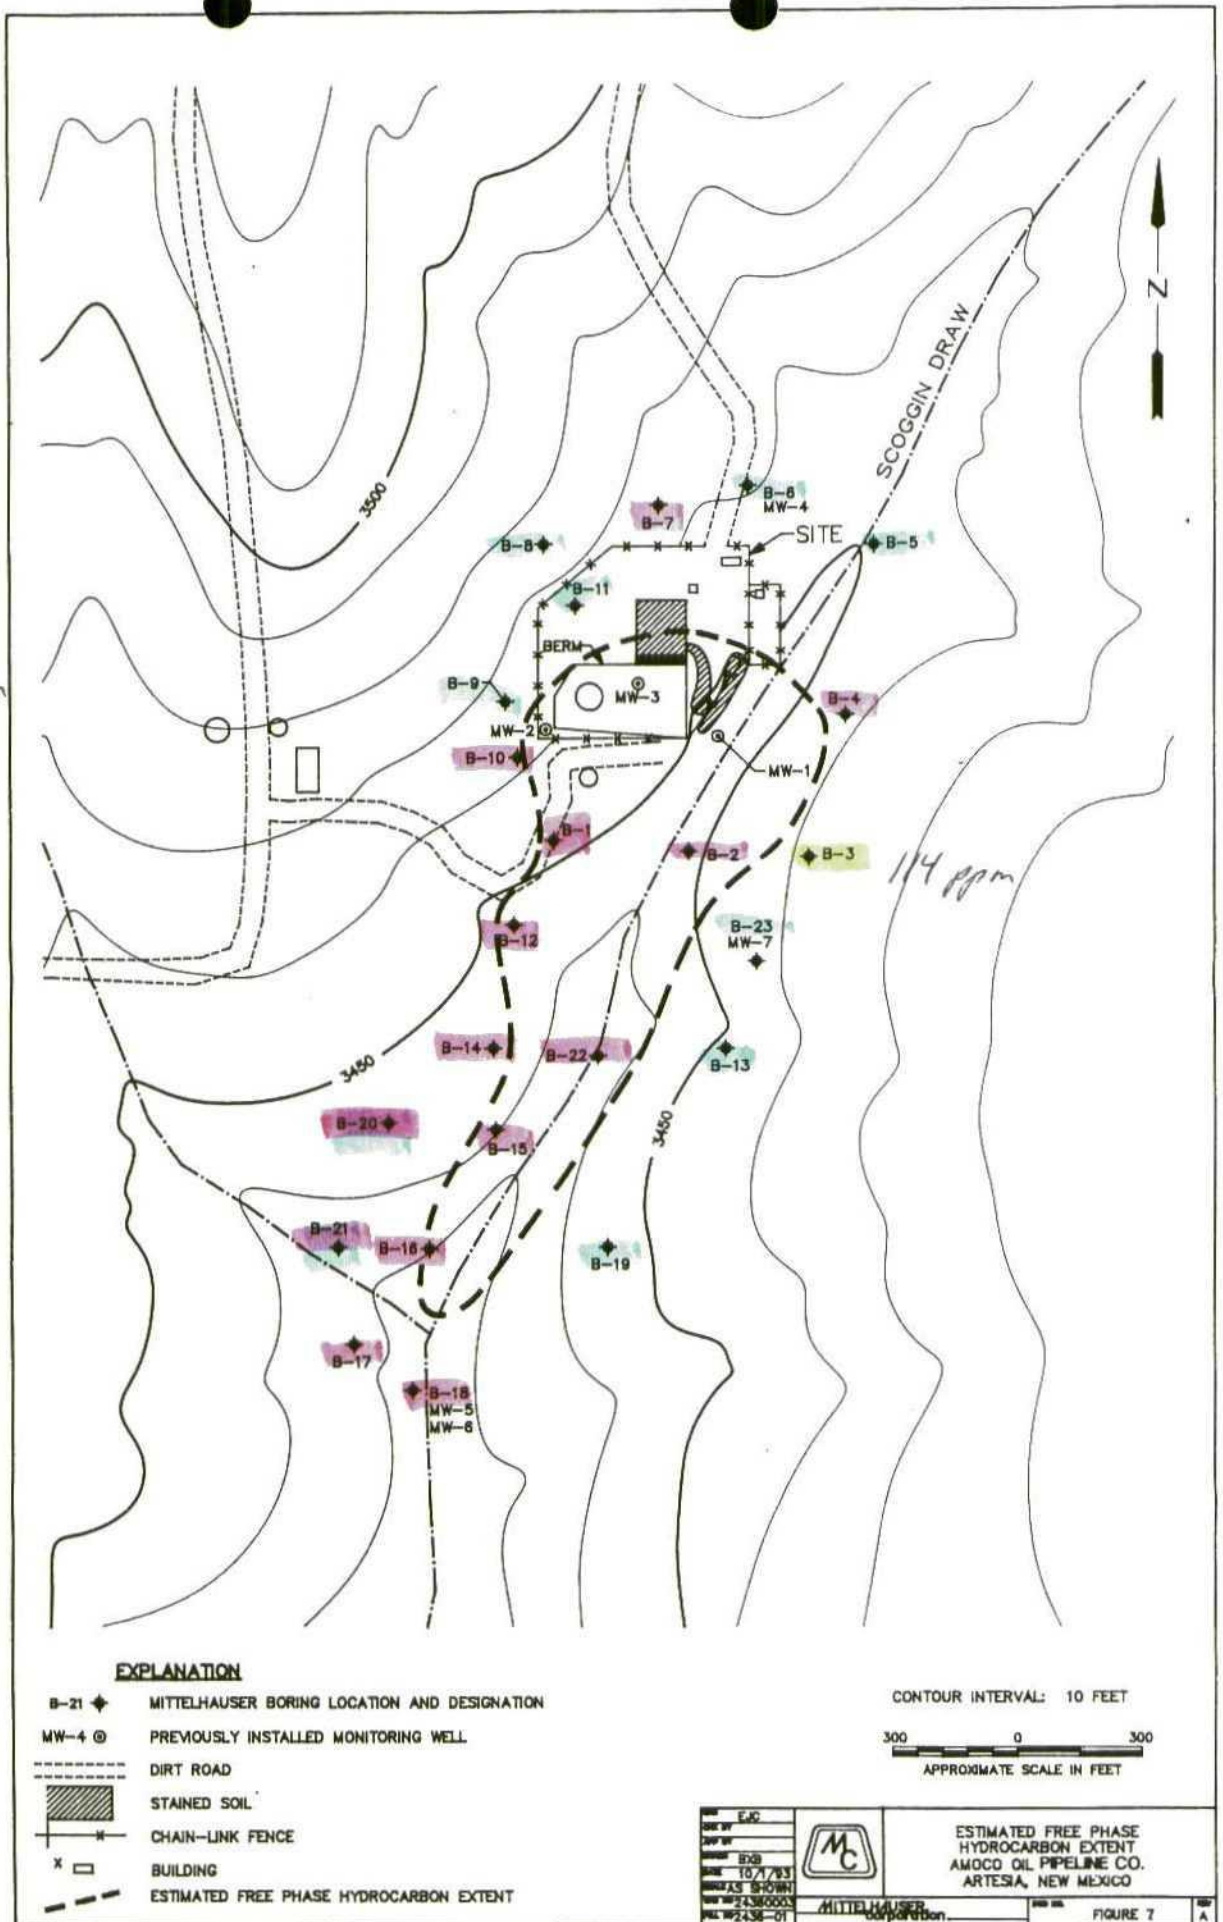 3500
SCOGGIN DRAW
N
B-6
MW-4
B-7
SITE
B-8
B-5
B-11
BERM
B-9
MW-3
B-4
MW-2
B-10
MW-1
B-1
B-2
B-3
114 ppm
B-12
B-23
MW-7
B-14
B-22
B-13
3450
3450
B-20
B-15
B-21
B-16
B-19
B-17
B-18
MW-5
MW-6
EXPLANATION
B-21 MITTELHAUSER BORING LOCATION AND DESIGNATION
MW-4 PREVIOUSLY INSTALLED MONITORING WELL
DIRT ROAD
STAINED SOIL
CHAIN-LINK FENCE
X BUILDING
ESTIMATED FREE PHASE HYDROCARBON EXTENT
CONTOUR INTERVAL: 10 FEET
300 0 300
APPROXIMATE SCALE IN FEET
EJC
BXB
10/1/93
AS SHOWN
24360003
2436-01
MC
MITTELHAUSER
corporation
ESTIMATED FREE PHASE
HYDROCARBON EXTENT
AMOCO OIL PIPELINE CO.
ARTESIA, NEW MEXICO
FIGURE 7
A